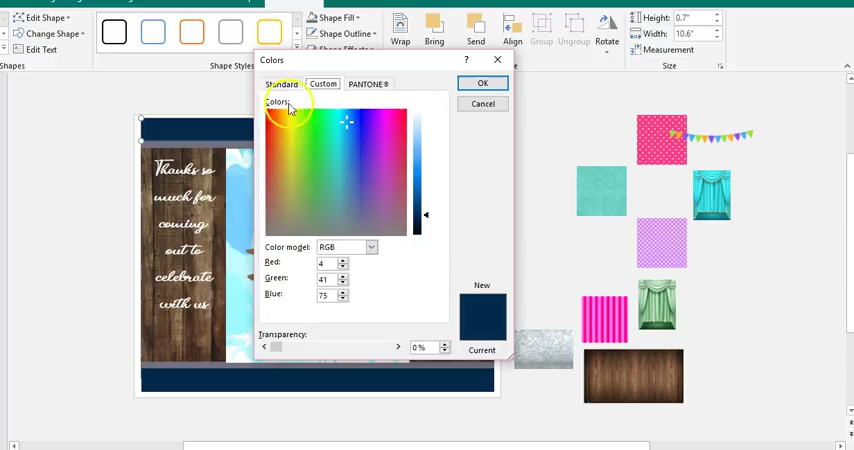 Edit Shape
Change Shape
Edit Text
Shapes
Shape Styles
Shape Fill
Shape Outline
Shape Effects
Wrap
Bring
Send
Align
Group
Ungroup
Rotate
Height:
0.7"
Width:
10.6"
Measurement
Size
Colors
?
Standard
Custom
PANTONE®
Colors:
OK
Cancel
Color model:
RGB
Red:
4
Green:
41
Blue:
75
New
Current
Transparency:
0 %
Thanks so
much for
coming
out to
celebrate
with us